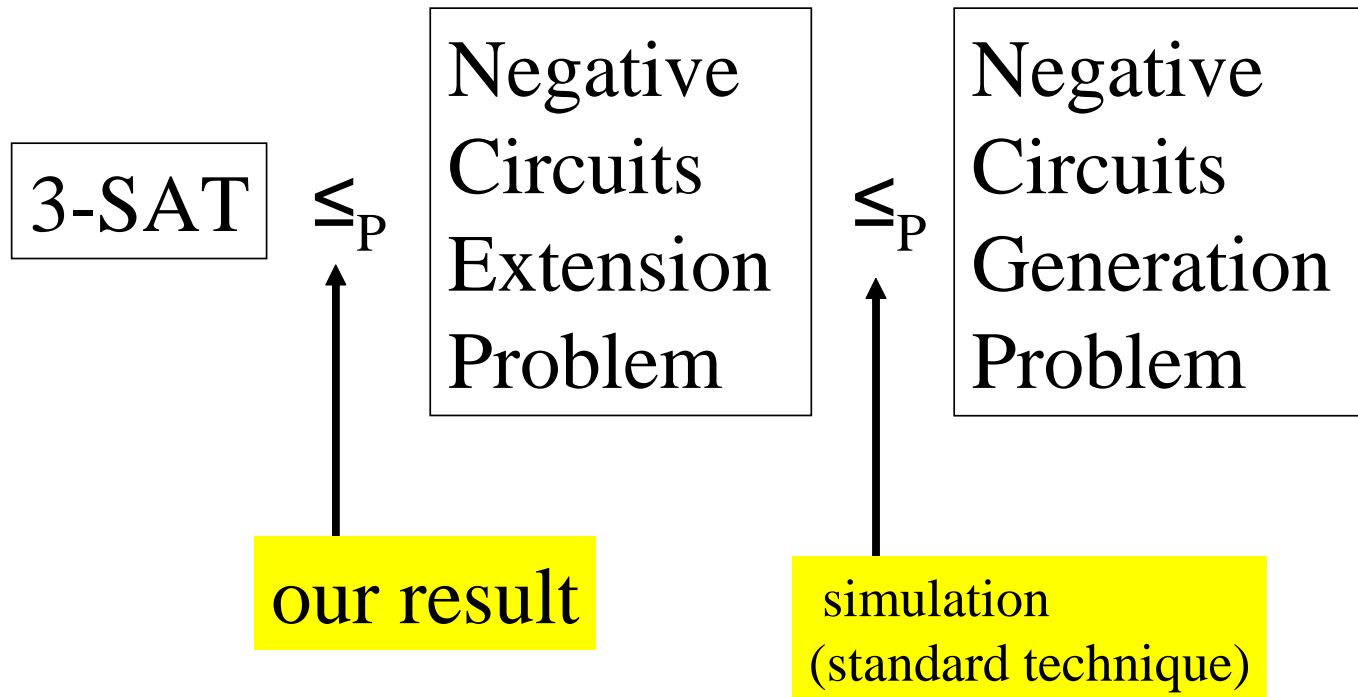 3-SAT
≤P
Negative
Circuits
Extension
Problem
≤P
Negative
Circuits
Generation
Problem
our result
simulation
(standard technique)